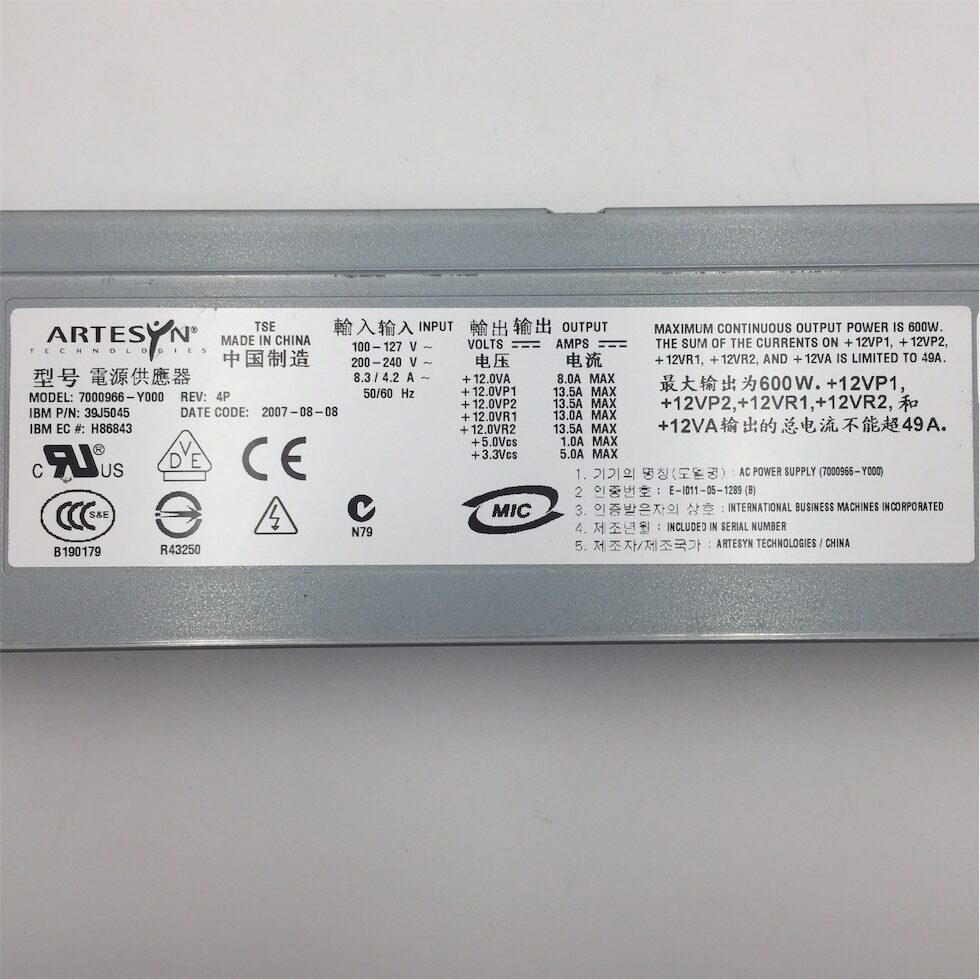 ARTESYN®
TECHNOLOGIES
型号 電源供應器
MODEL: 7000966-Y000 REV: 4P
IBM P/N: 39J5045 DATE CODE: 2007-08-08
IBM EC #: H86843
TSE
MADE IN CHINA
中国制造
輸入输入 INPUT
100-127 V ~
200-240 V ~
8.3 / 4.2 A ~
50/60 Hz
輸出输出 OUTPUT
VOLTS AMPS
电压 电流
+12.0VA 8.0A MAX
+12.0VP1 13.5A MAX
+12.0VP2 13.5A MAX
+12.0VR1 13.0A MAX
+12.0VR2 13.5A MAX
+5.0Vcs 1.0A MAX
+3.3Vcs 5.0A MAX
MAXIMUM CONTINUOUS OUTPUT POWER IS 600W.
THE SUM OF THE CURRENTS ON +12VP1, +12VP2,
+12VR1, +12VR2, AND +12VA IS LIMITED TO 49A.
最大输出为600W. +12VP1,
+12VP2,+12VR1,+12VR2, 和
+12VA输出的总电流不能超49A.
C RU® US
VDE
CE
CCC S&E
B190179
R43250
N79
MIC
1. 기기의 명칭(모델명) : AC POWER SUPPLY (7000966-Y000)
2. 인증번호 : E-I011-05-1289 (B)
3. 인증받은자의 상호 : INTERNATIONAL BUSINESS MACHINES INCORPORATED
4. 제조년월 : INCLUDED IN SERIAL NUMBER
5. 제조자/제조국가 : ARTESYN TECHNOLOGIES / CHINA